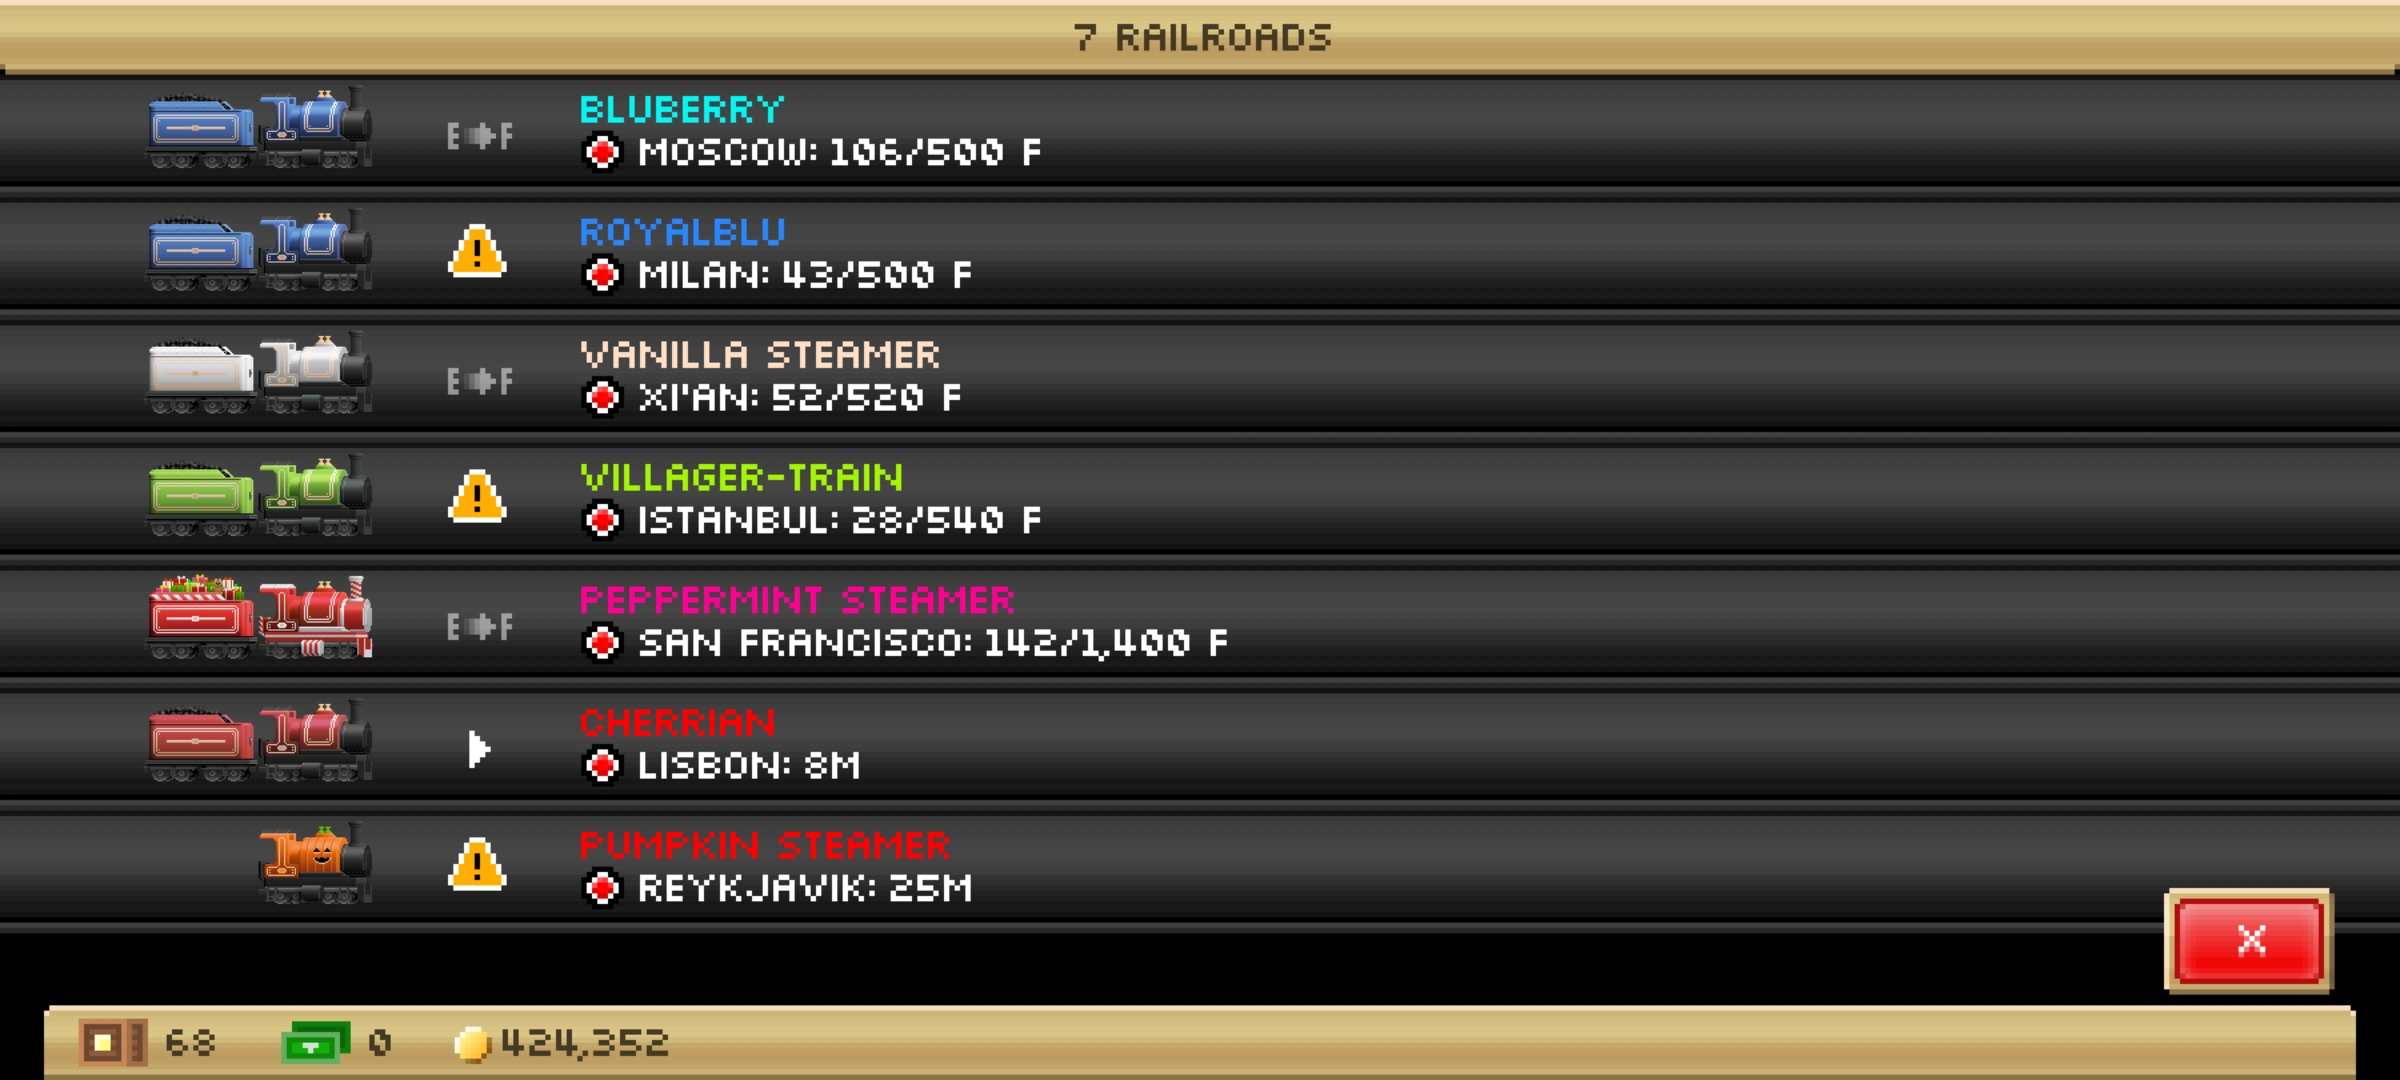 7 RAILROADS
BLUBERRY
E F
MOSCOW: 106/500 F
ROYALBLU
!
MILAN: 43/500 F
VANILLA STEAMER
E F
XI'AN: 52/520 F
VILLAGER-TRAIN
!
ISTANBUL: 28/540 F
PEPPERMINT STEAMER
E F
SAN FRANCISCO: 142/1,400 F
CHERRIAN
LISBON: 8M
PUMPKIN STEAMER
!
REYKJAVIK: 25M
X
68 0 424,352